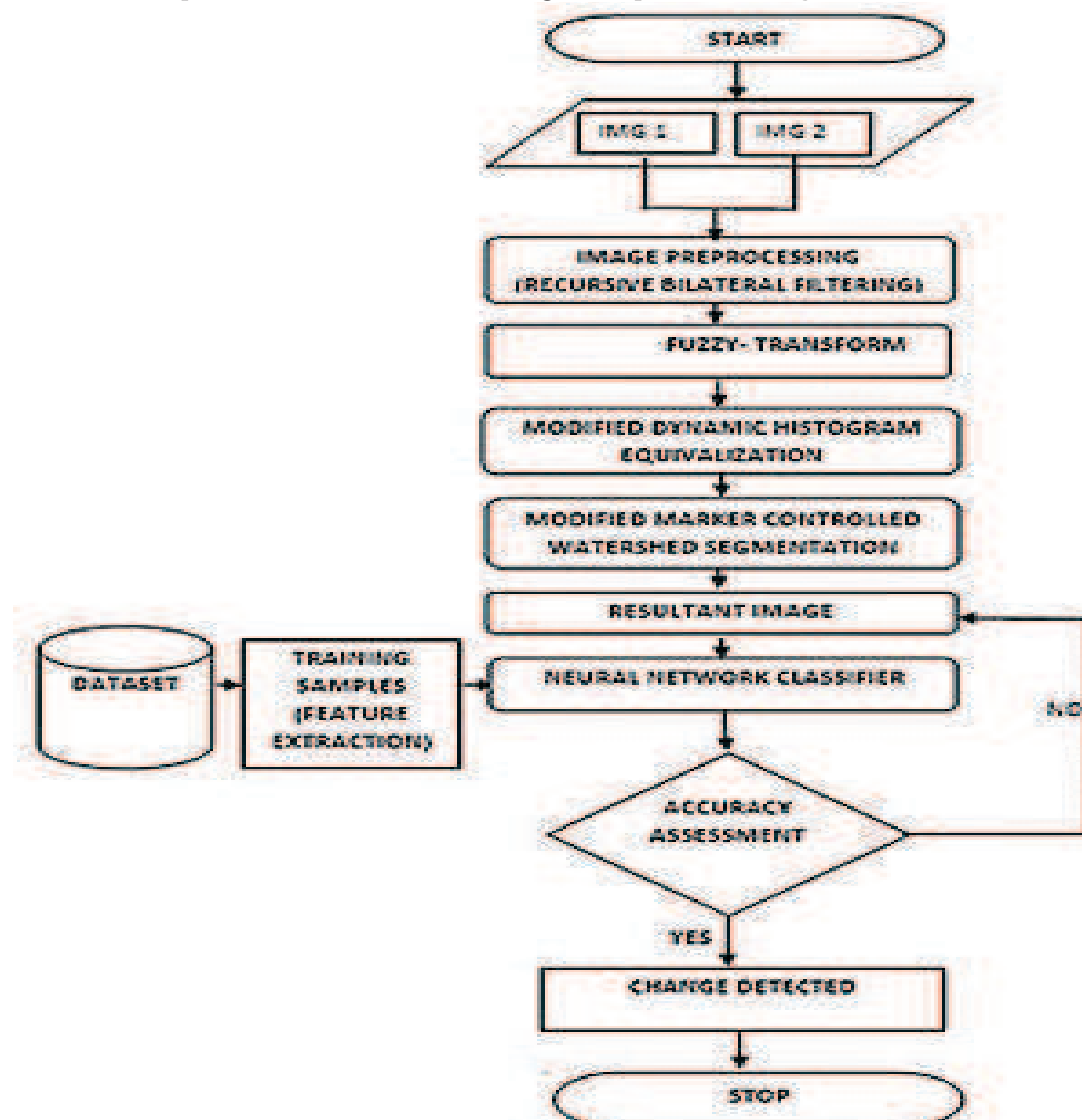 START
IMG 1
IMG 2
IMAGE PREPROCESSING
(RECURSIVE BILATERAL FILTERING)
FUZZY- TRANSFORM
MODIFIED DYNAMIC HISTOGRAM
EQUIVALIZATION
MODIFIED MARKER CONTROLLED
WATERSHED SEGMENTATION
RESULTANT IMAGE
DATASET
TRAINING
SAMPLES
(FEATURE
EXTRACTION)
NEURAL NETWORK CLASSIFIER
NO
ACCURACY
ASSESSMENT
YES
CHANGE DETECTED
STOP